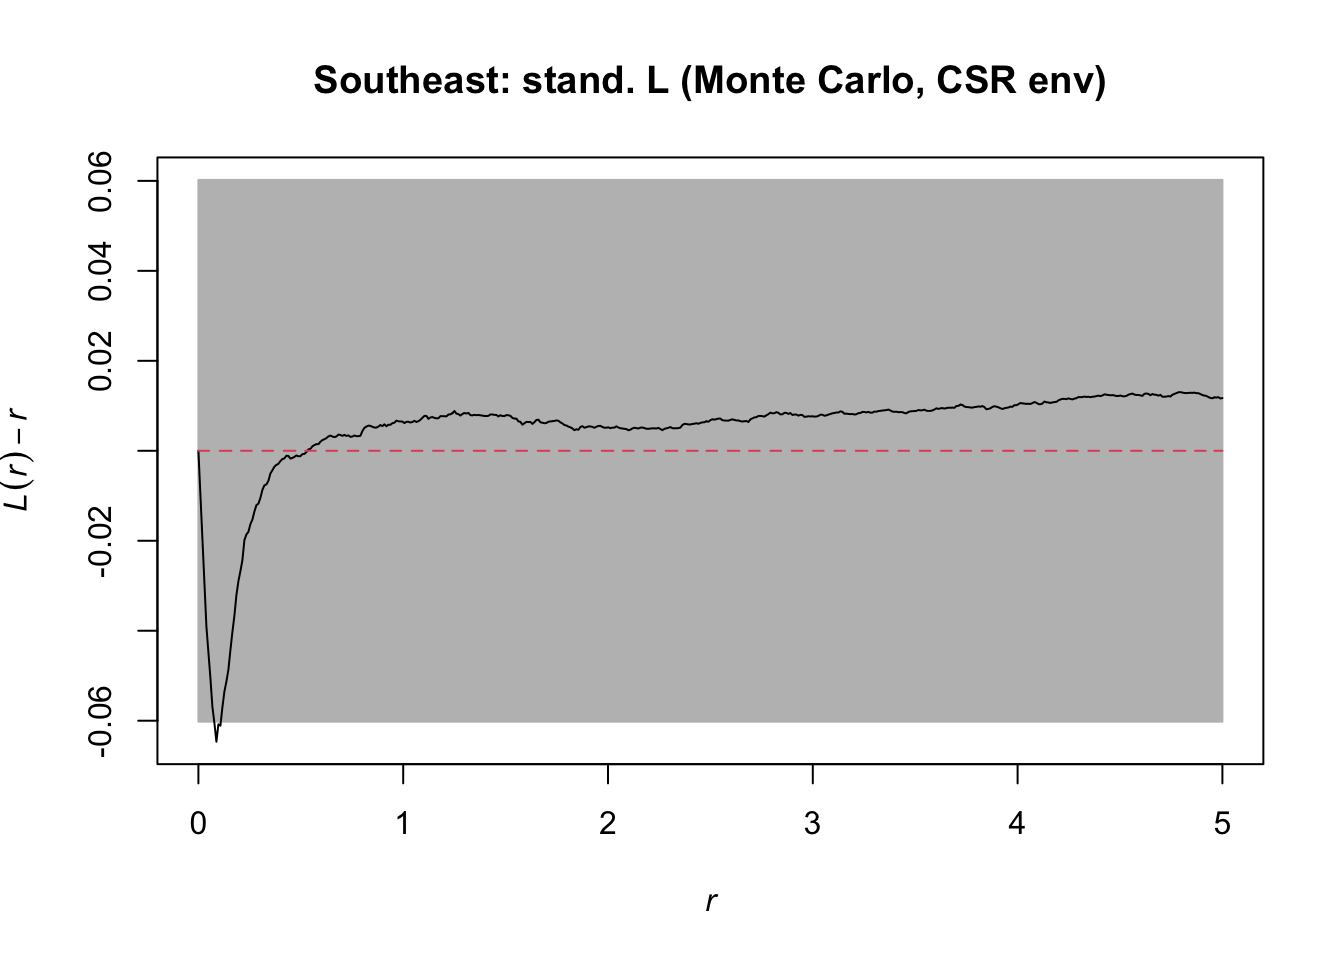 Southeast: stand. L (Monte Carlo, CSR env)
0.06
0.04
0.02
-0.02
-0.06
L(r) − r
0 1 2 3 4 5
r